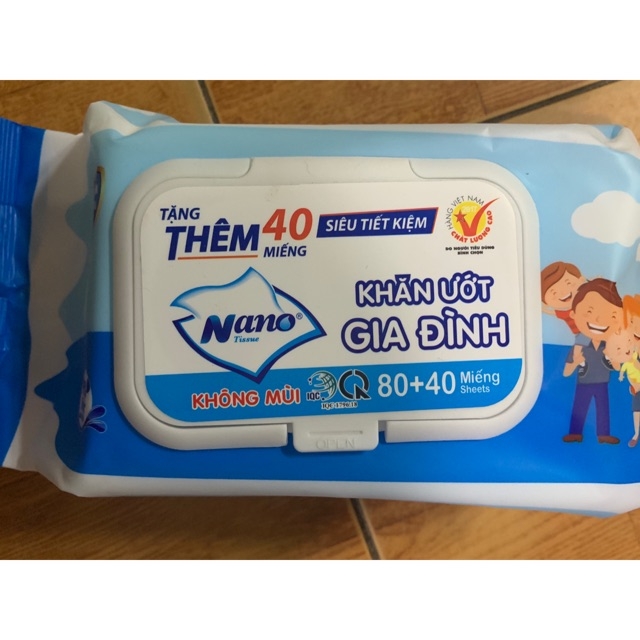 TẶNG
THÊM 40
MIẾNG
SIÊU TIẾT KIỆM
HÀNG VIỆT NAM
CHẤT LƯỢNG CAO
DO NGƯỜI TIÊU DÙNG
BÌNH CHỌN
Nano®
Tissue
KHĂN ƯỚT
GIA ĐÌNH
KHÔNG MÙI
IQC
80+40 Miếng
Sheets
OPEN